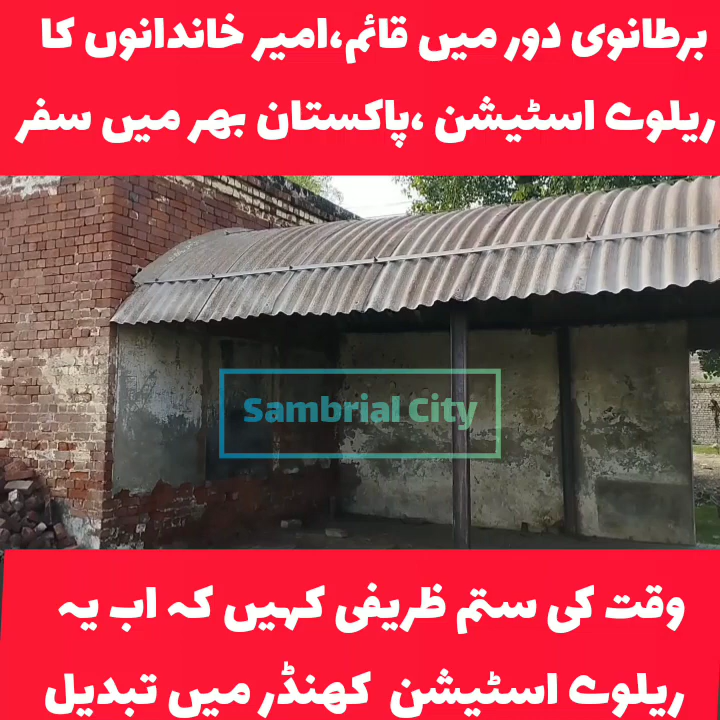 برطانوی دور میں قائم،امیر خاندانوں کا
ریلوے اسٹیشن ،پاکستان بھر میں سفر
Sambrial City
وقت کی ستم ظریفی کہیں کہ اب یہ
ریلوے اسٹیشن کھنڈر میں تبدیل